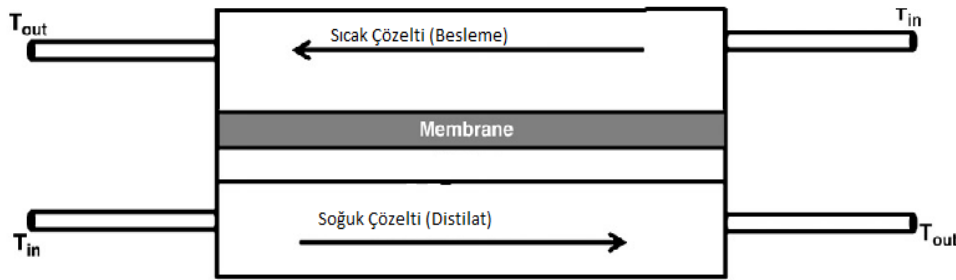 Tout
Sıcak Çözelti (Besleme)
Tin
Membrane
Soğuk Çözelti (Distilat)
Tin
Tout